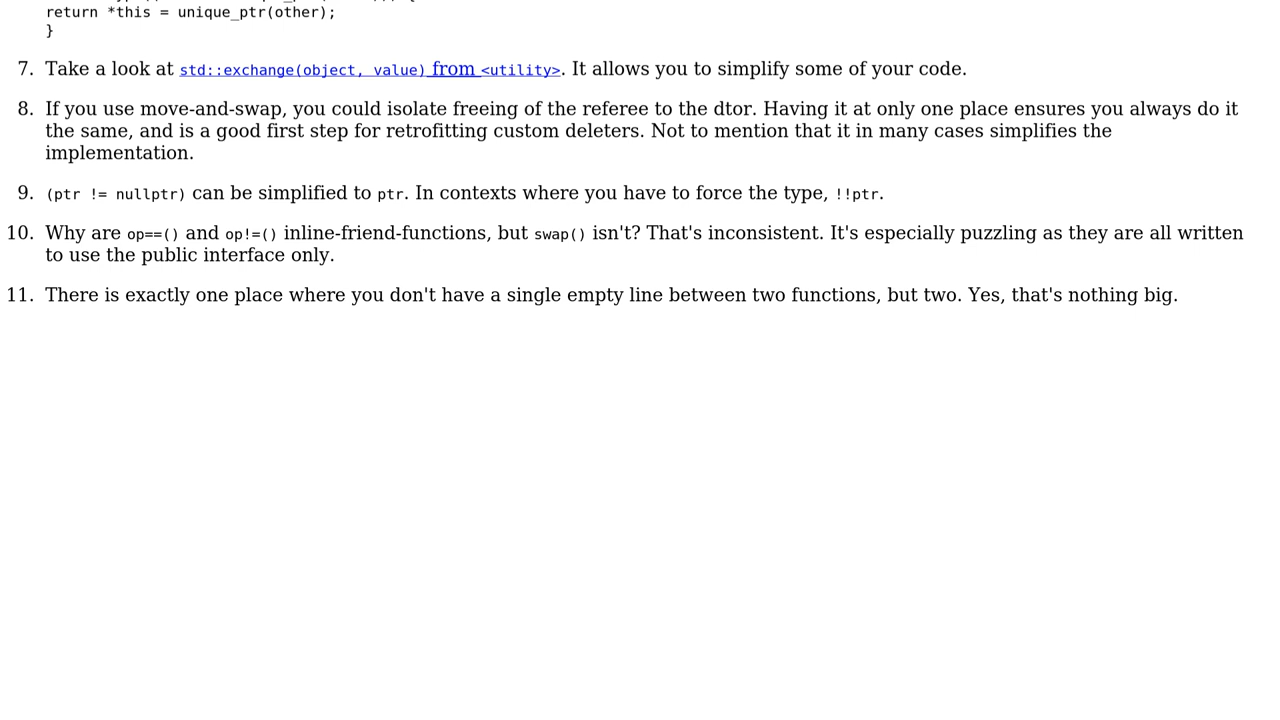 return *this = unique_ptr(other);
}
7. Take a look at std::exchange(object, value) from <utility>. It allows you to simplify some of your code.
8. If you use move-and-swap, you could isolate freeing of the referee to the dtor. Having it at only one place ensures you always do it
the same, and is a good first step for retrofitting custom deleters. Not to mention that it in many cases simplifies the
implementation.
9. (ptr != nullptr) can be simplified to ptr. In contexts where you have to force the type, !!ptr.
10. Why are op==() and op!=() inline-friend-functions, but swap() isn't? That's inconsistent. It's especially puzzling as they are all written
to use the public interface only.
11. There is exactly one place where you don't have a single empty line between two functions, but two. Yes, that's nothing big.